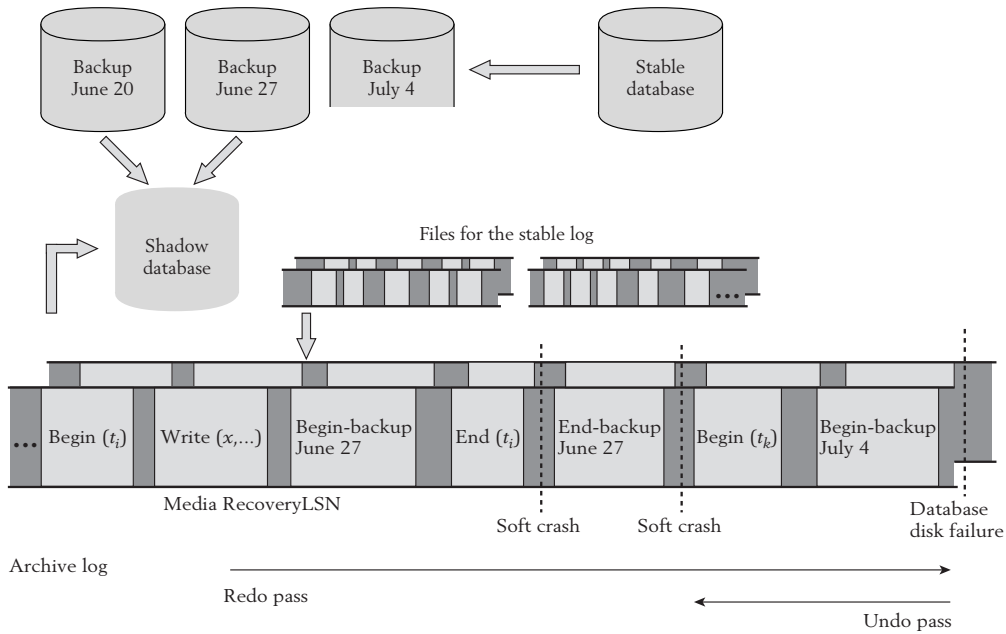 Backup
June 20
Backup
June 27
Backup
July 4
Stable
database
Shadow
database
Files for the stable log
...
... Begin (tᵢ)
Write (x,...)
Begin-backup
June 27
End (tᵢ)
End-backup
June 27
Begin (tₖ)
Begin-backup
July 4
Media RecoveryLSN
Soft crash
Soft crash
Database
disk failure
Archive log
Redo pass
Undo pass